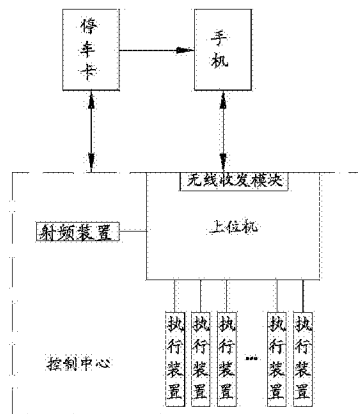 停车卡
手机
无线收发模块
上位机
射频装置
执行装置
执行装置
执行装置
...
执行装置
执行装置
控制中心